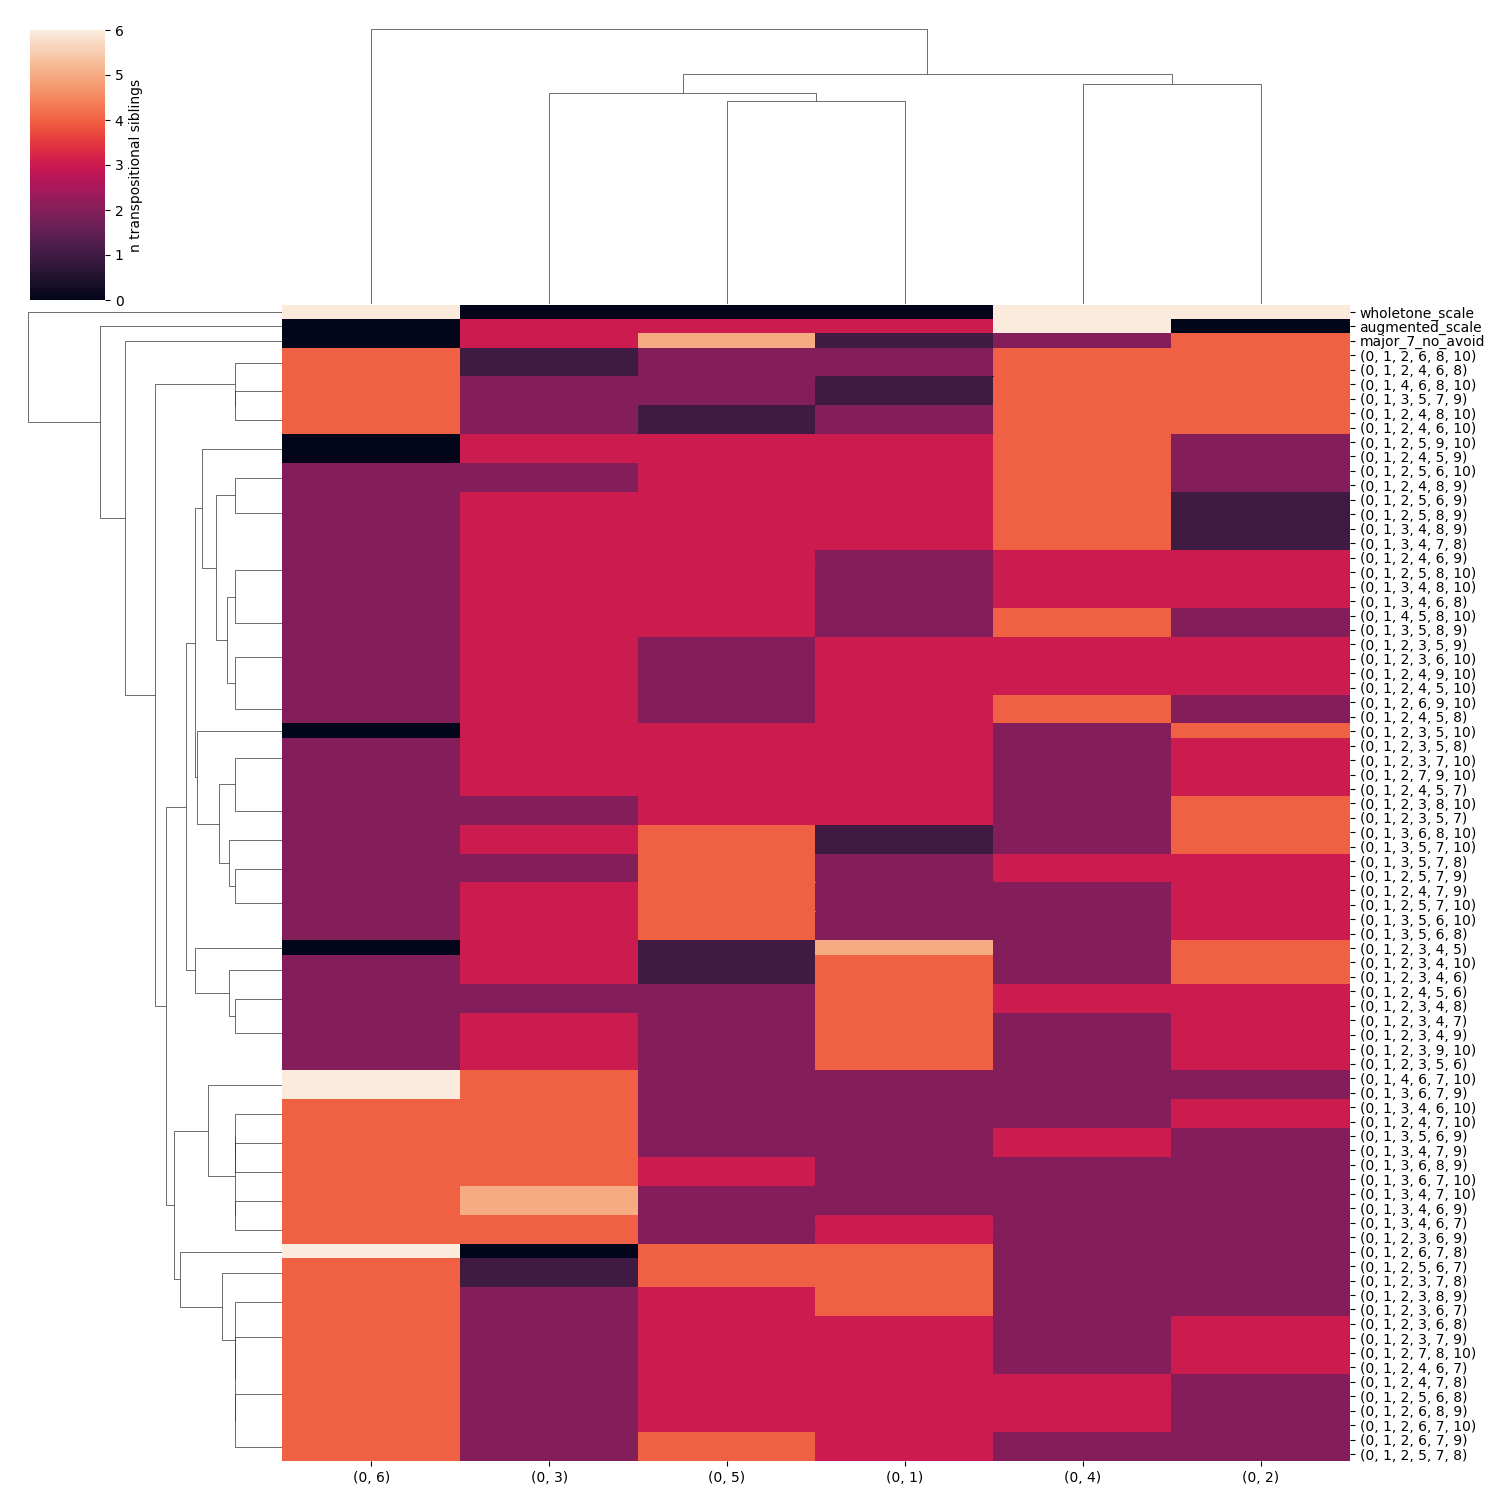 6
5
4
3
2
1
0
n transpositional siblings
wholetone_scale
augmented_scale
major_7_no_avoid
(0, 1, 2, 6, 8, 10)
(0, 1, 2, 4, 6, 8)
(0, 1, 4, 6, 8, 10)
(0, 1, 3, 5, 7, 9)
(0, 1, 2, 4, 8, 10)
(0, 1, 2, 4, 6, 10)
(0, 1, 2, 5, 9, 10)
(0, 1, 2, 4, 5, 9)
(0, 1, 2, 5, 6, 10)
(0, 1, 2, 4, 8, 9)
(0, 1, 2, 5, 6, 9)
(0, 1, 2, 5, 8, 9)
(0, 1, 3, 4, 8, 9)
(0, 1, 3, 4, 7, 8)
(0, 1, 2, 4, 6, 9)
(0, 1, 2, 5, 8, 10)
(0, 1, 3, 4, 8, 10)
(0, 1, 3, 4, 6, 8)
(0, 1, 4, 5, 8, 10)
(0, 1, 3, 5, 8, 9)
(0, 1, 2, 3, 5, 9)
(0, 1, 2, 3, 6, 10)
(0, 1, 2, 4, 9, 10)
(0, 1, 2, 4, 5, 10)
(0, 1, 2, 6, 9, 10)
(0, 1, 2, 4, 5, 8)
(0, 1, 2, 3, 5, 10)
(0, 1, 2, 3, 5, 8)
(0, 1, 2, 3, 7, 10)
(0, 1, 2, 7, 9, 10)
(0, 1, 2, 4, 5, 7)
(0, 1, 2, 3, 8, 10)
(0, 1, 2, 3, 5, 7)
(0, 1, 3, 6, 8, 10)
(0, 1, 3, 5, 7, 10)
(0, 1, 3, 5, 7, 8)
(0, 1, 2, 5, 7, 9)
(0, 1, 2, 4, 7, 9)
(0, 1, 2, 5, 7, 10)
(0, 1, 3, 5, 6, 10)
(0, 1, 3, 5, 6, 8)
(0, 1, 2, 3, 4, 5)
(0, 1, 2, 3, 4, 10)
(0, 1, 2, 3, 4, 6)
(0, 1, 2, 4, 5, 6)
(0, 1, 2, 3, 4, 8)
(0, 1, 2, 3, 4, 7)
(0, 1, 2, 3, 4, 9)
(0, 1, 2, 3, 9, 10)
(0, 1, 2, 3, 5, 6)
(0, 1, 4, 6, 7, 10)
(0, 1, 3, 6, 7, 9)
(0, 1, 3, 4, 6, 10)
(0, 1, 2, 4, 7, 10)
(0, 1, 3, 5, 6, 9)
(0, 1, 3, 4, 7, 9)
(0, 1, 3, 6, 8, 9)
(0, 1, 3, 6, 7, 10)
(0, 1, 3, 4, 7, 10)
(0, 1, 3, 4, 6, 9)
(0, 1, 3, 4, 6, 7)
(0, 1, 2, 3, 6, 9)
(0, 1, 2, 6, 7, 8)
(0, 1, 2, 5, 6, 7)
(0, 1, 2, 3, 7, 8)
(0, 1, 2, 3, 8, 9)
(0, 1, 2, 3, 6, 7)
(0, 1, 2, 3, 6, 8)
(0, 1, 2, 3, 7, 9)
(0, 1, 2, 7, 8, 10)
(0, 1, 2, 4, 6, 7)
(0, 1, 2, 4, 7, 8)
(0, 1, 2, 5, 6, 8)
(0, 1, 2, 6, 8, 9)
(0, 1, 2, 6, 7, 10)
(0, 1, 2, 6, 7, 9)
(0, 1, 2, 5, 7, 8)
(0, 6) (0, 3) (0, 5) (0, 1) (0, 4) (0, 2)